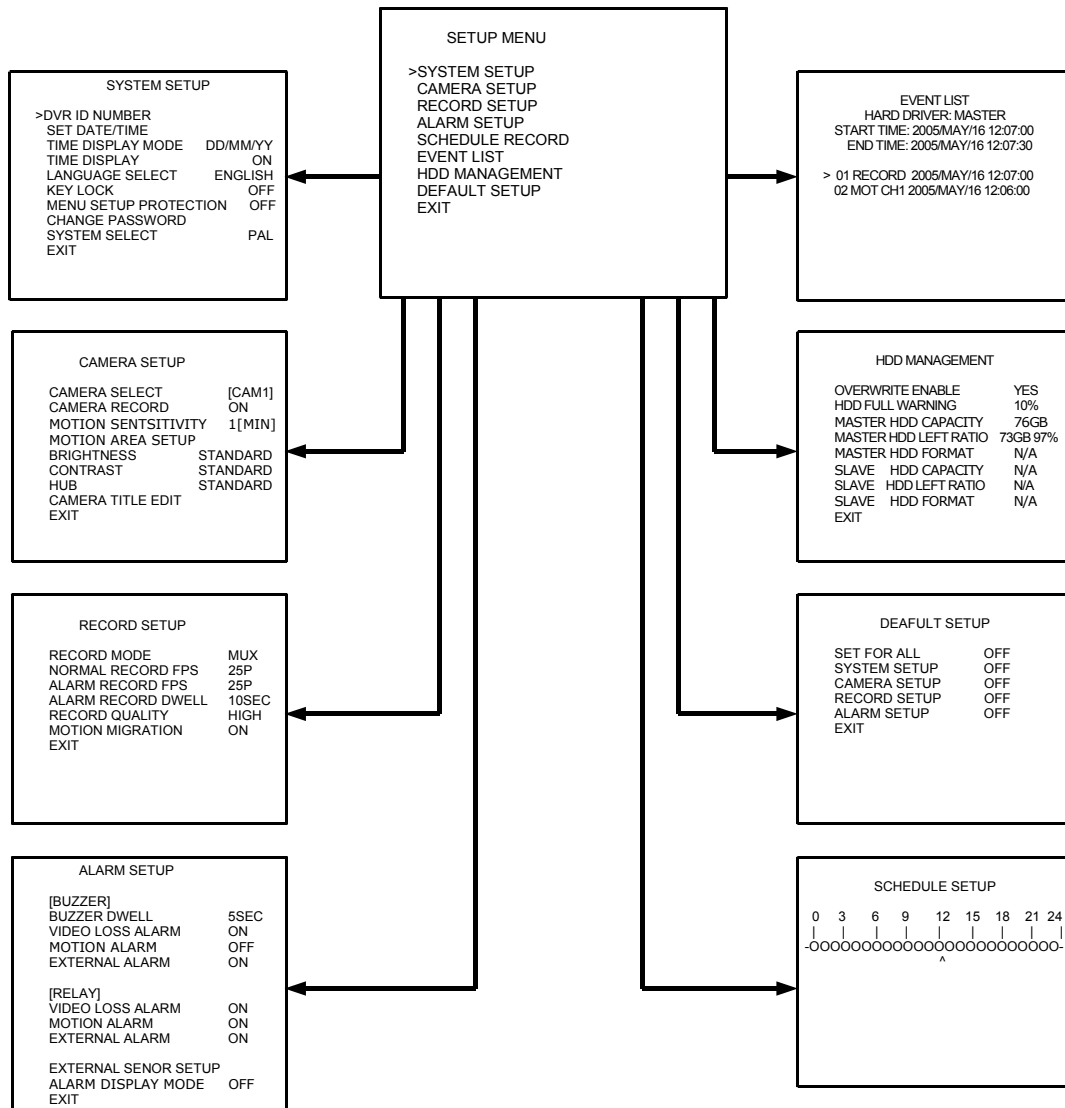 SETUP MENU
>SYSTEM SETUP
CAMERA SETUP
RECORD SETUP
ALARM SETUP
SCHEDULE RECORD
EVENT LIST
HDD MANAGEMENT
DEFAULT SETUP
EXIT
SYSTEM SETUP
>DVR ID NUMBER
SET DATE/TIME
TIME DISPLAY MODE DD/MM/YY
TIME DISPLAY ON
LANGUAGE SELECT ENGLISH
KEY LOCK OFF
MENU SETUP PROTECTION OFF
CHANGE PASSWORD
SYSTEM SELECT PAL
EXIT
CAMERA SETUP
CAMERA SELECT [CAM1]
CAMERA RECORD ON
MOTION SENTSITIVITY 1[MIN]
MOTION AREA SETUP
BRIGHTNESS STANDARD
CONTRAST STANDARD
HUB STANDARD
CAMERA TITLE EDIT
EXIT
RECORD SETUP
RECORD MODE MUX
NORMAL RECORD FPS 25P
ALARM RECORD FPS 25P
ALARM RECORD DWELL 10SEC
RECORD QUALITY HIGH
MOTION MIGRATION ON
EXIT
ALARM SETUP
[BUZZER]
BUZZER DWELL 5SEC
VIDEO LOSS ALARM ON
MOTION ALARM OFF
EXTERNAL ALARM ON
[RELAY]
VIDEO LOSS ALARM ON
MOTION ALARM ON
EXTERNAL ALARM ON
EXTERNAL SENOR SETUP
ALARM DISPLAY MODE OFF
EXIT
EVENT LIST
HARD DRIVER: MASTER
START TIME: 2005/MAY/16 12:07:00
END TIME: 2005/MAY/16 12:07:30
> 01 RECORD 2005/MAY/16 12:07:00
02 MOT CH1 2005/MAY/16 12:06:00
HDD MANAGEMENT
OVERWRITE ENABLE YES
HDD FULL WARNING 10%
MASTER HDD CAPACITY 76GB
MASTER HDD LEFT RATIO 73GB 97%
MASTER HDD FORMAT N/A
SLAVE HDD CAPACITY N/A
SLAVE HDD LEFT RATIO N/A
SLAVE HDD FORMAT N/A
EXIT
DEAFULT SETUP
SET FOR ALL OFF
SYSTEM SETUP OFF
CAMERA SETUP OFF
RECORD SETUP OFF
ALARM SETUP OFF
EXIT
SCHEDULE SETUP
0 3 6 9 12 15 18 21 24
| | | | | | | | |
-OOOOOOOOOOOOOOOOOOOOOOOO-
^